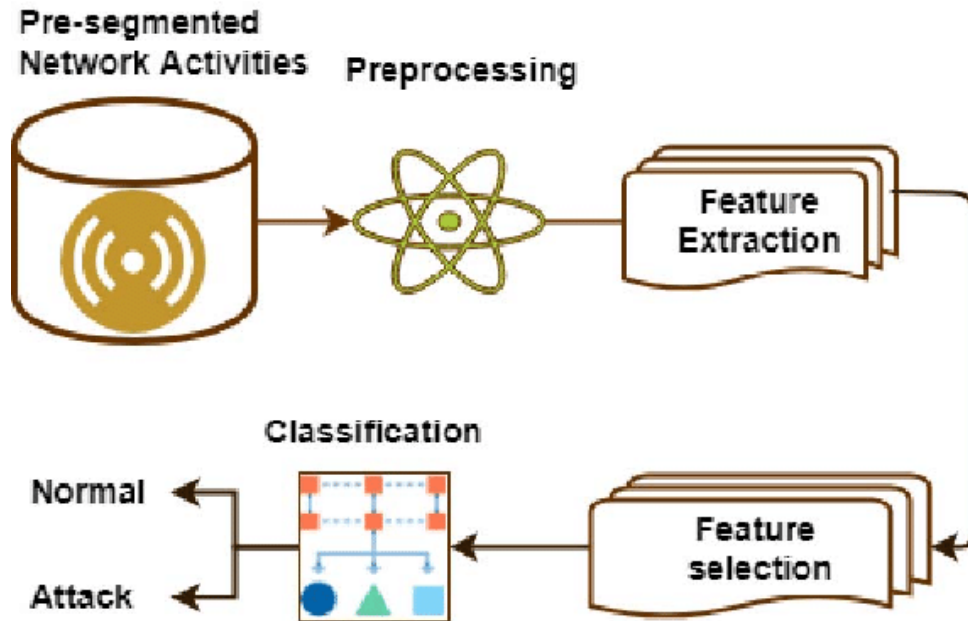 Pre-segmented
Network Activities
Preprocessing
Feature
Extraction
Classification
Normal
Attack
Feature
selection